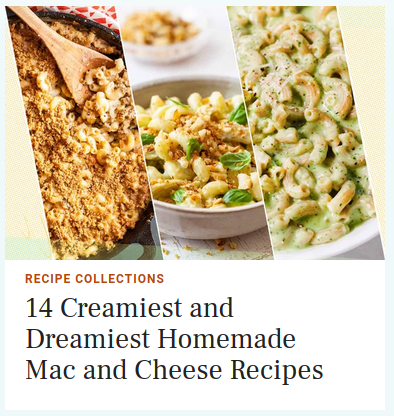 RECIPE COLLECTIONS
14 Creamiest and
Dreamiest Homemade
Mac and Cheese Recipes